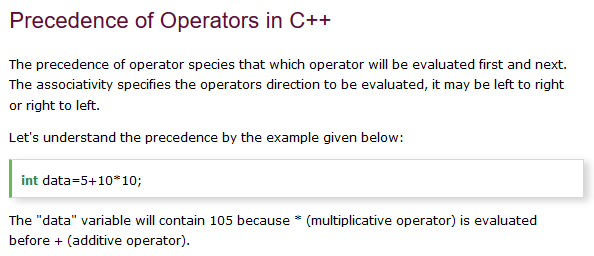 Precedence of Operators in C++
The precedence of operator species that which operator will be evaluated first and next.
The associativity specifies the operators direction to be evaluated, it may be left to right
or right to left.
Let's understand the precedence by the example given below:
int data=5+10*10;
The "data" variable will contain 105 because * (multiplicative operator) is evaluated
before + (additive operator).